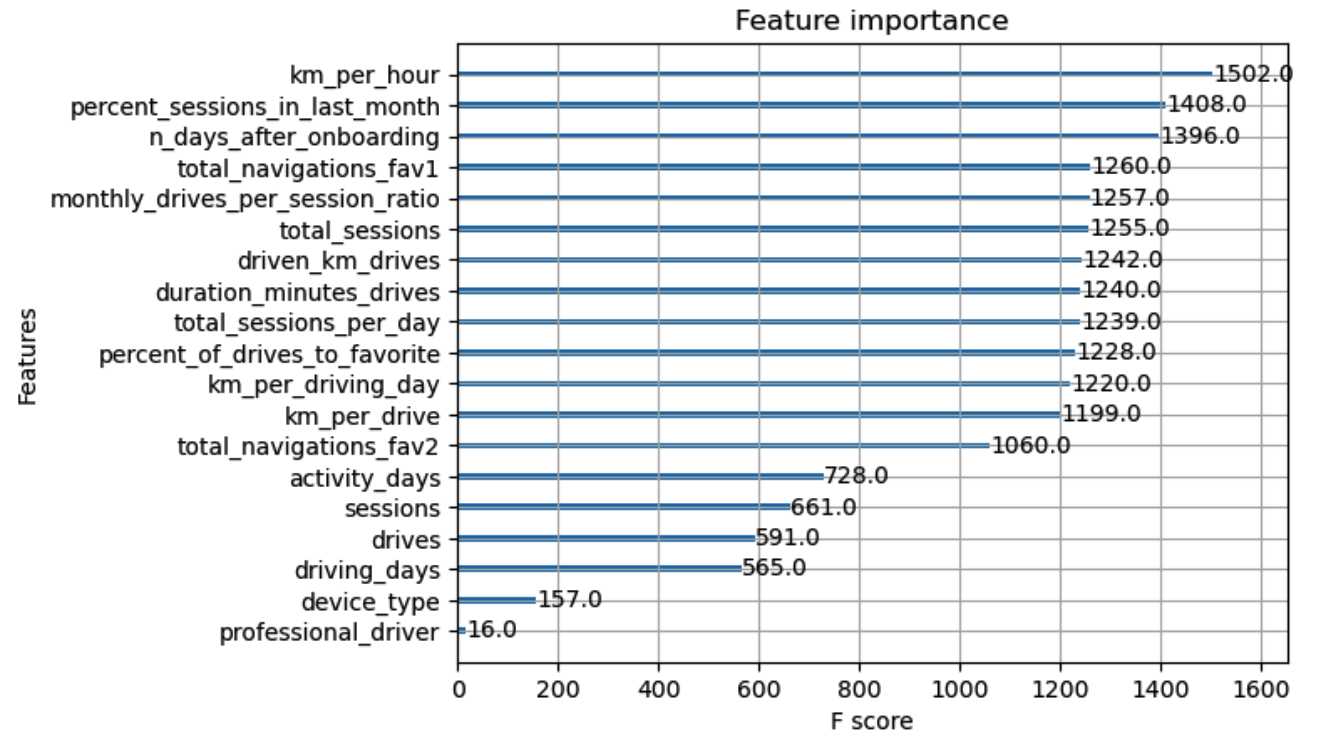 Feature importance
km_per_hour 1502.0
percent_sessions_in_last_month 1408.0
n_days_after_onboarding 1396.0
total_navigations_fav1 1260.0
monthly_drives_per_session_ratio 1257.0
total_sessions 1255.0
driven_km_drives 1242.0
duration_minutes_drives 1240.0
total_sessions_per_day 1239.0
percent_of_drives_to_favorite 1228.0
km_per_driving_day 1220.0
km_per_drive 1199.0
total_navigations_fav2 1060.0
activity_days 728.0
sessions 661.0
drives 591.0
driving_days 565.0
device_type 157.0
professional_driver 16.0
Features
0 200 400 600 800 1000 1200 1400 1600
F score